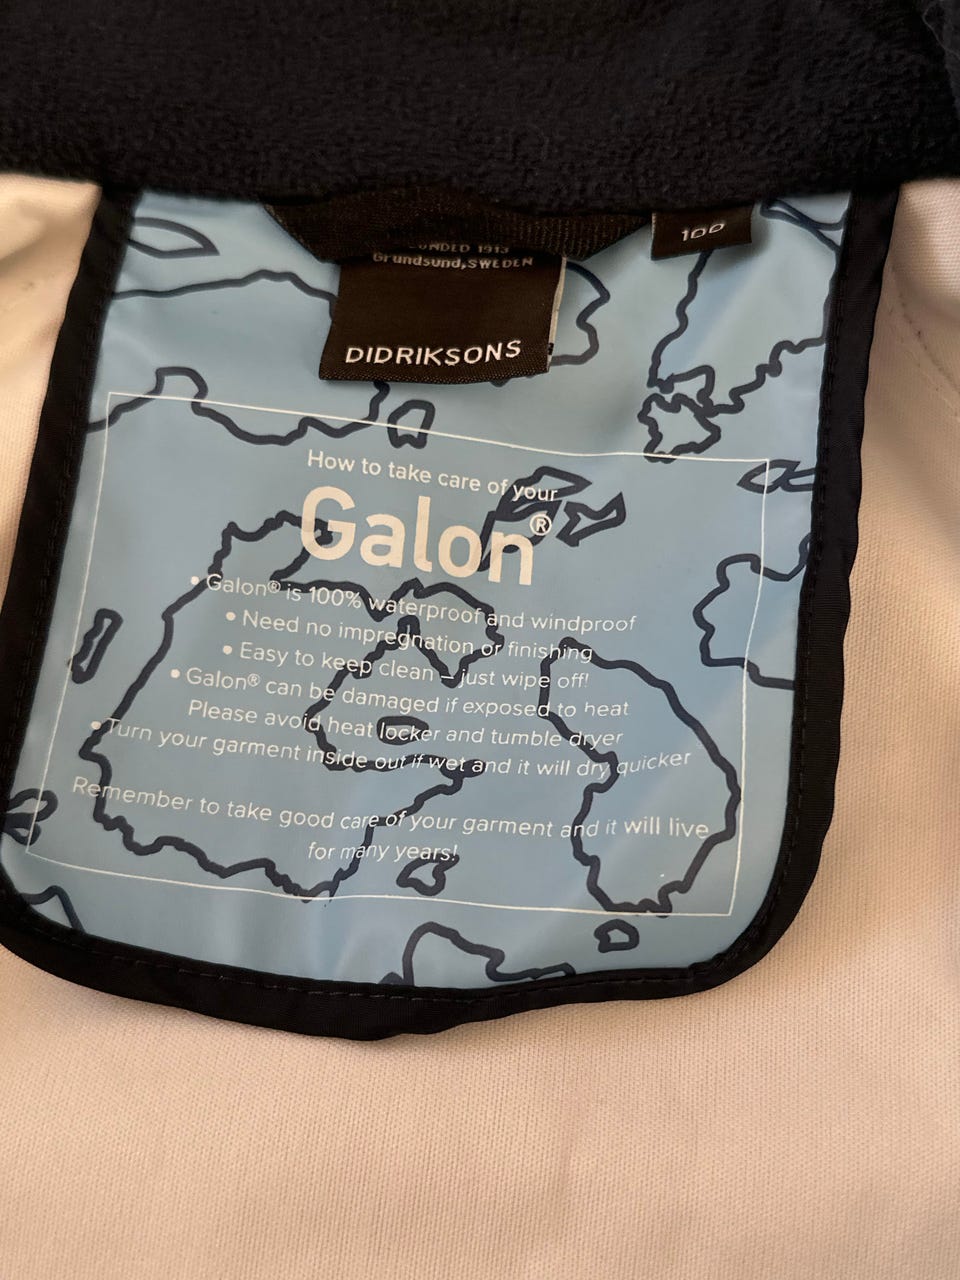 100
UNDED 1913
Grundsund, SWEDEN
DIDRIKSONS
How to take care of your
Galon®
• Galon® is 100% waterproof and windproof
• Need no impregnation or finishing
• Easy to keep clean – just wipe off!
• Galon® can be damaged if exposed to heat
Please avoid heat locker and tumble dryer
• Turn your garment inside out if wet and it will dry quicker
Remember to take good care of your garment and it will live
for many years!